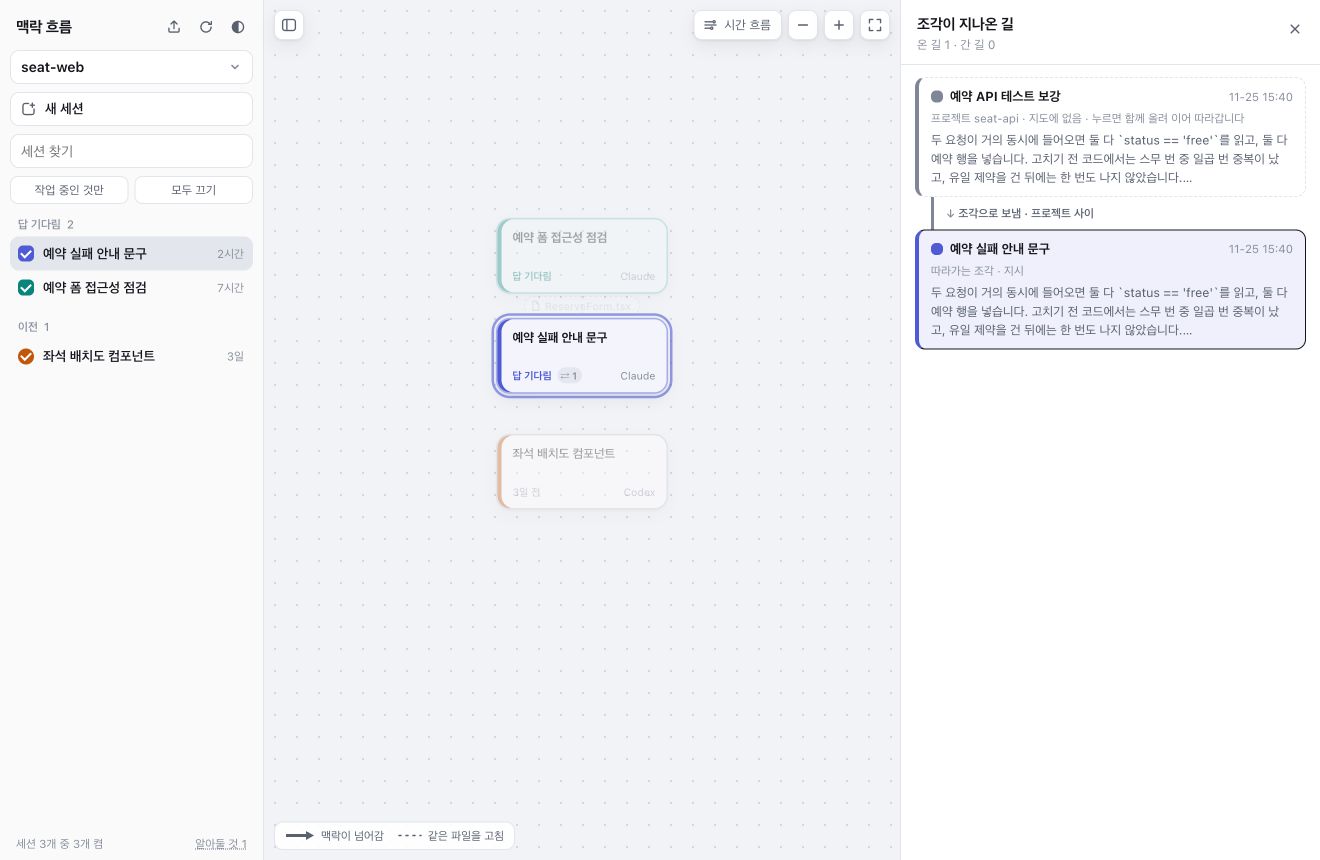 맥락 흐름
seat-web
새 세션
세션 찾기
작업 중인 것만
모두 끄기
답 기다림 2
예약 실패 안내 문구 2시간
예약 폼 접근성 점검 7시간
이전 1
좌석 배치도 컴포넌트 3일
세션 3개 중 3개 켬
알아둘 것 1
시간 흐름
예약 폼 접근성 점검
답 기다림 Claude
ReserveForm.tsx
예약 실패 안내 문구
답 기다림 ⇄ 1 Claude
좌석 배치도 컴포넌트
3일 전 Codex
맥락이 넘어감
같은 파일을 고침
조각이 지나온 길
온 길 1 · 간 길 0
예약 API 테스트 보강 11-25 15:40
프로젝트 seat-api · 지도에 없음 · 누르면 함께 올려 이어 따라갑니다
두 요청이 거의 동시에 들어오면 둘 다 `status == 'free'`를 읽고, 둘 다
예약 행을 넣습니다. 고치기 전 코드에서는 스무 번 중 일곱 번 중복이 났
고, 유일 제약을 건 뒤에는 한 번도 나지 않았습니다....
↓ 조각으로 보냄 · 프로젝트 사이
예약 실패 안내 문구 11-25 15:40
따라가는 조각 · 지시
두 요청이 거의 동시에 들어오면 둘 다 `status == 'free'`를 읽고, 둘 다
예약 행을 넣습니다. 고치기 전 코드에서는 스무 번 중 일곱 번 중복이 났
고, 유일 제약을 건 뒤에는 한 번도 나지 않았습니다....